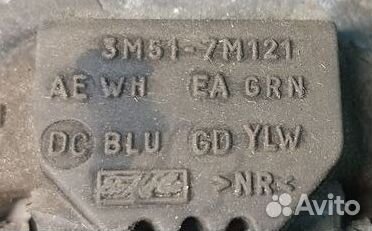 3M51-7M121
AE WH EA GRN
DC BLU GD YLW
>NR<
Avito